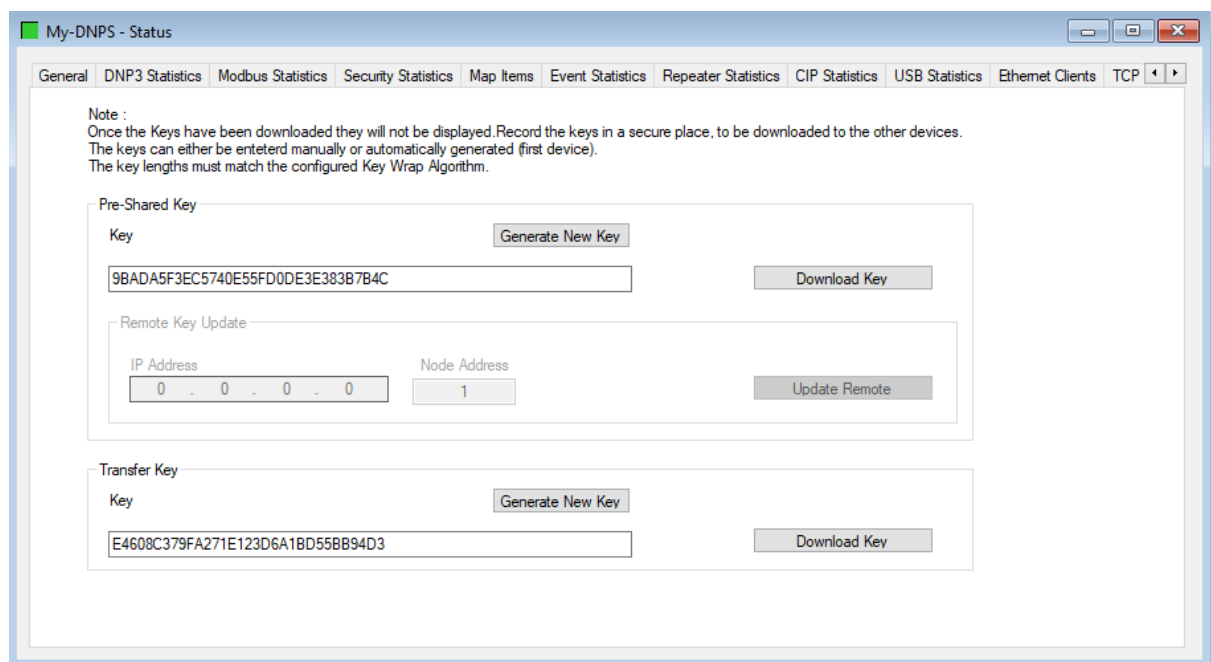 My-DNPS - Status
General DNP3 Statistics Modbus Statistics Security Statistics Map Items Event Statistics Repeater Statistics CIP Statistics USB Statistics Ethernet Clients TCP
Note :
Once the Keys have been downloaded they will not be displayed.Record the keys in a secure place, to be downloaded to the other devices.
The keys can either be enteterd manually or automatically generated (first device).
The key lengths must match the configured Key Wrap Algorithm.
Pre-Shared Key
Key Generate New Key
9BADA5F3EC5740E55FD0DE3E383B7B4C Download Key
Remote Key Update
IP Address Node Address
0 . 0 . 0 . 0 1 Update Remote
Transfer Key
Key Generate New Key
E4608C379FA271E123D6A1BD55BB94D3 Download Key